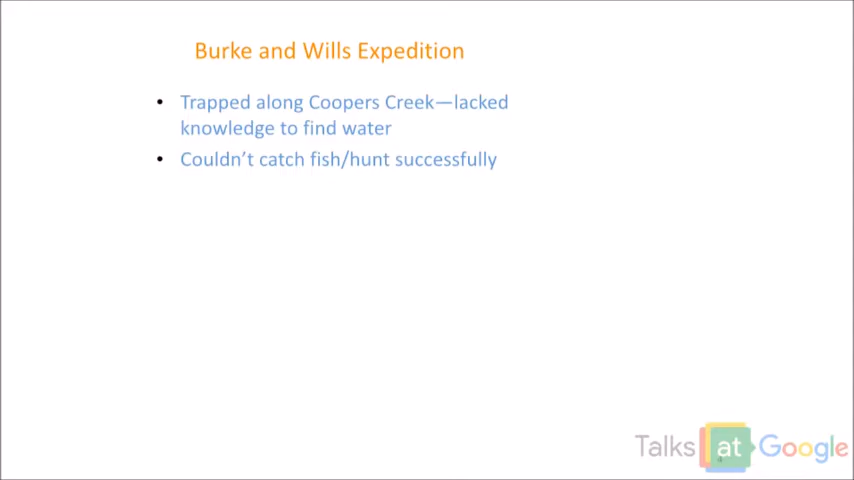 Burke and Wills Expedition
• Trapped along Coopers Creek—lacked
knowledge to find water
• Couldn't catch fish/hunt successfully
Talks at Google